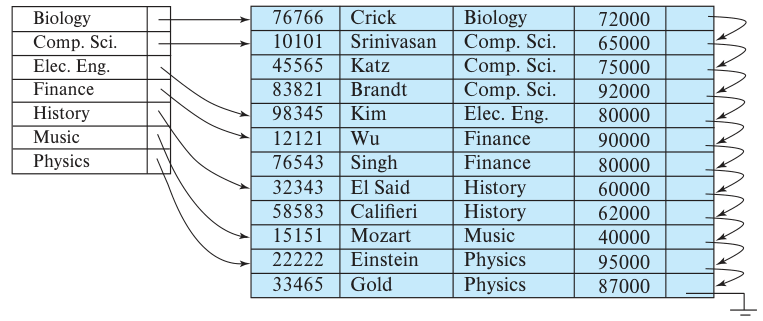 Biology
Comp. Sci.
Elec. Eng.
Finance
History
Music
Physics
76766 Crick Biology 72000
10101 Srinivasan Comp. Sci. 65000
45565 Katz Comp. Sci. 75000
83821 Brandt Comp. Sci. 92000
98345 Kim Elec. Eng. 80000
12121 Wu Finance 90000
76543 Singh Finance 80000
32343 El Said History 60000
58583 Califieri History 62000
15151 Mozart Music 40000
22222 Einstein Physics 95000
33465 Gold Physics 87000